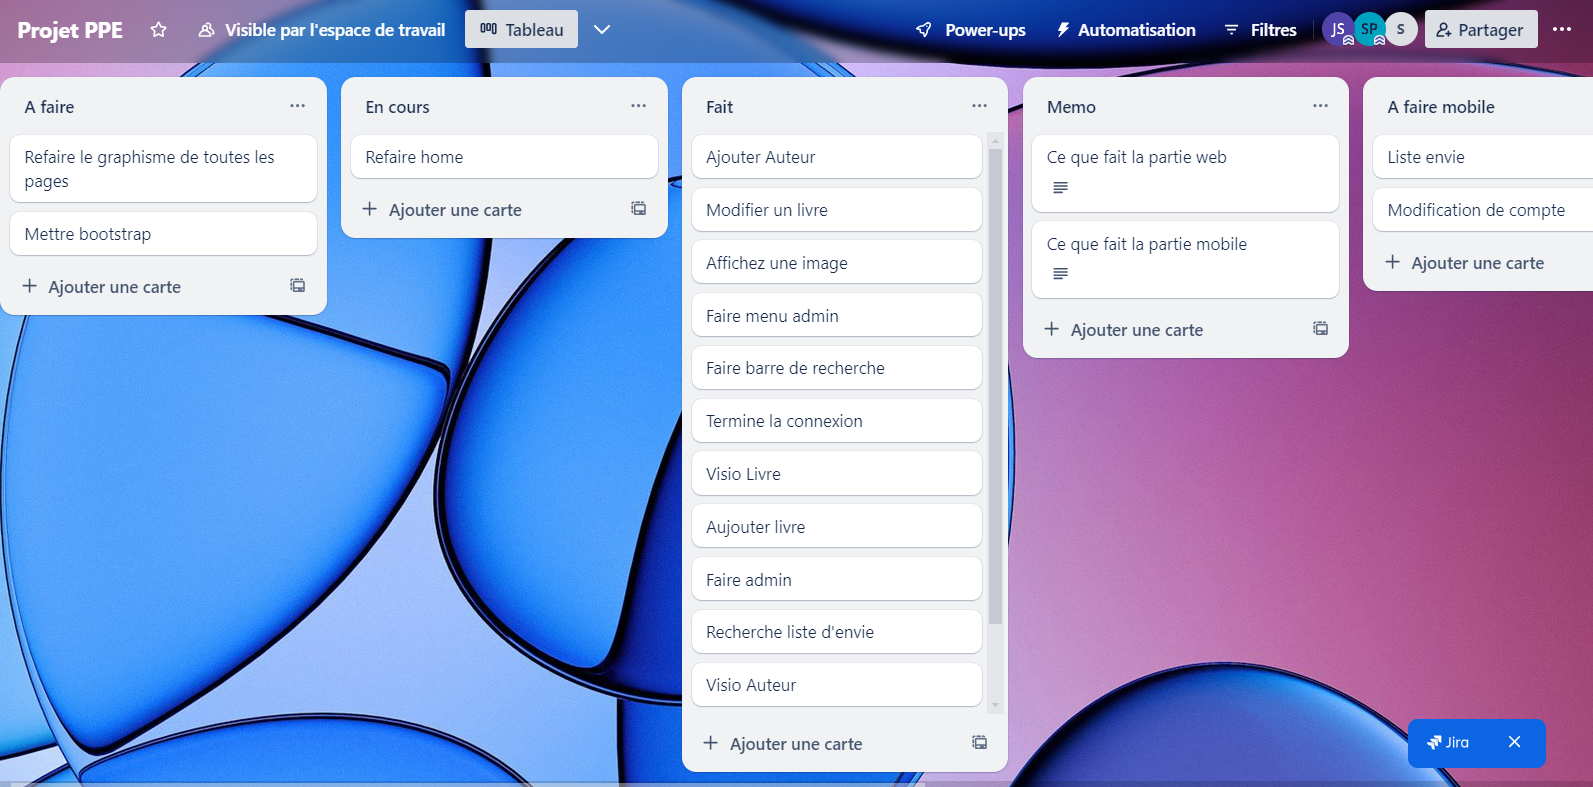 Projet PPE
Visible par l'espace de travail
Tableau
Power-ups
Automatisation
Filtres
JS
SP
S
Partager
A faire
Refaire le graphisme de toutes les
pages
Mettre bootstrap
Ajouter une carte
En cours
Refaire home
Ajouter une carte
Fait
Ajouter Auteur
Modifier un livre
Affichez une image
Faire menu admin
Faire barre de recherche
Termine la connexion
Visio Livre
Aujouter livre
Faire admin
Recherche liste d'envie
Visio Auteur
Ajouter une carte
Memo
Ce que fait la partie web
Ce que fait la partie mobile
Ajouter une carte
A faire mobile
Liste envie
Modification de compte
Ajouter une carte
Jira